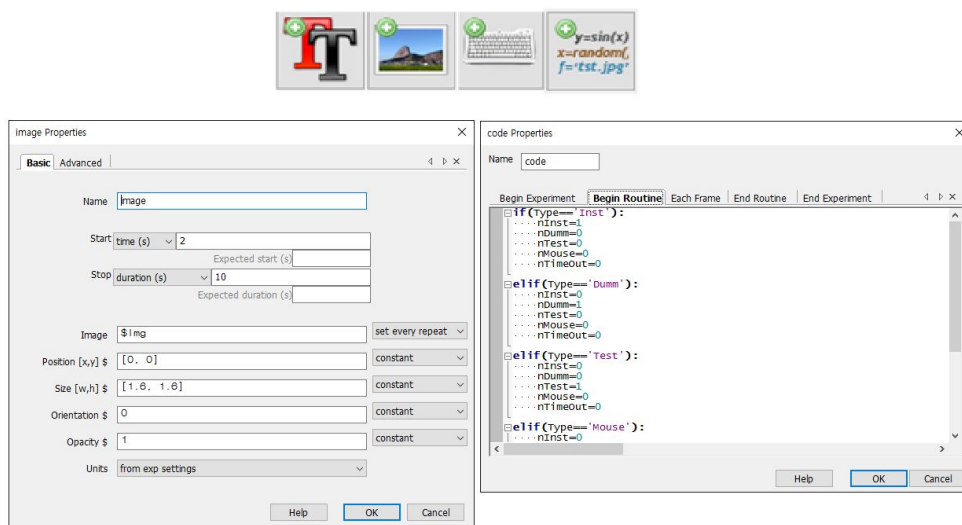 TT
y=sin(x)
x=random(,
f='tst.jpg'
image Properties
Basic Advanced
Name image
Start time (s) 2
Expected start (s)
Stop duration (s) 10
Expected duration (s)
Image $Img set every repeat
Position [x,y] $ [0, 0] constant
Size [w,h] $ [1.6, 1.6] constant
Orientation $ 0 constant
Opacity $ 1 constant
Units from exp settings
Help OK Cancel
code Properties
Name code
Begin Experiment Begin Routine Each Frame End Routine End Experiment
if(Type=='Inst'):
nInst=1
nDumm=0
nTest=0
nMouse=0
nTimeOut=0
elif(Type=='Dumm'):
nInst=0
nDumm=1
nTest=0
nMouse=0
nTimeOut=0
elif(Type=='Test'):
nInst=0
nDumm=0
nTest=1
nMouse=0
nTimeOut=0
elif(Type=='Mouse'):
nInst=0
Help OK Cancel